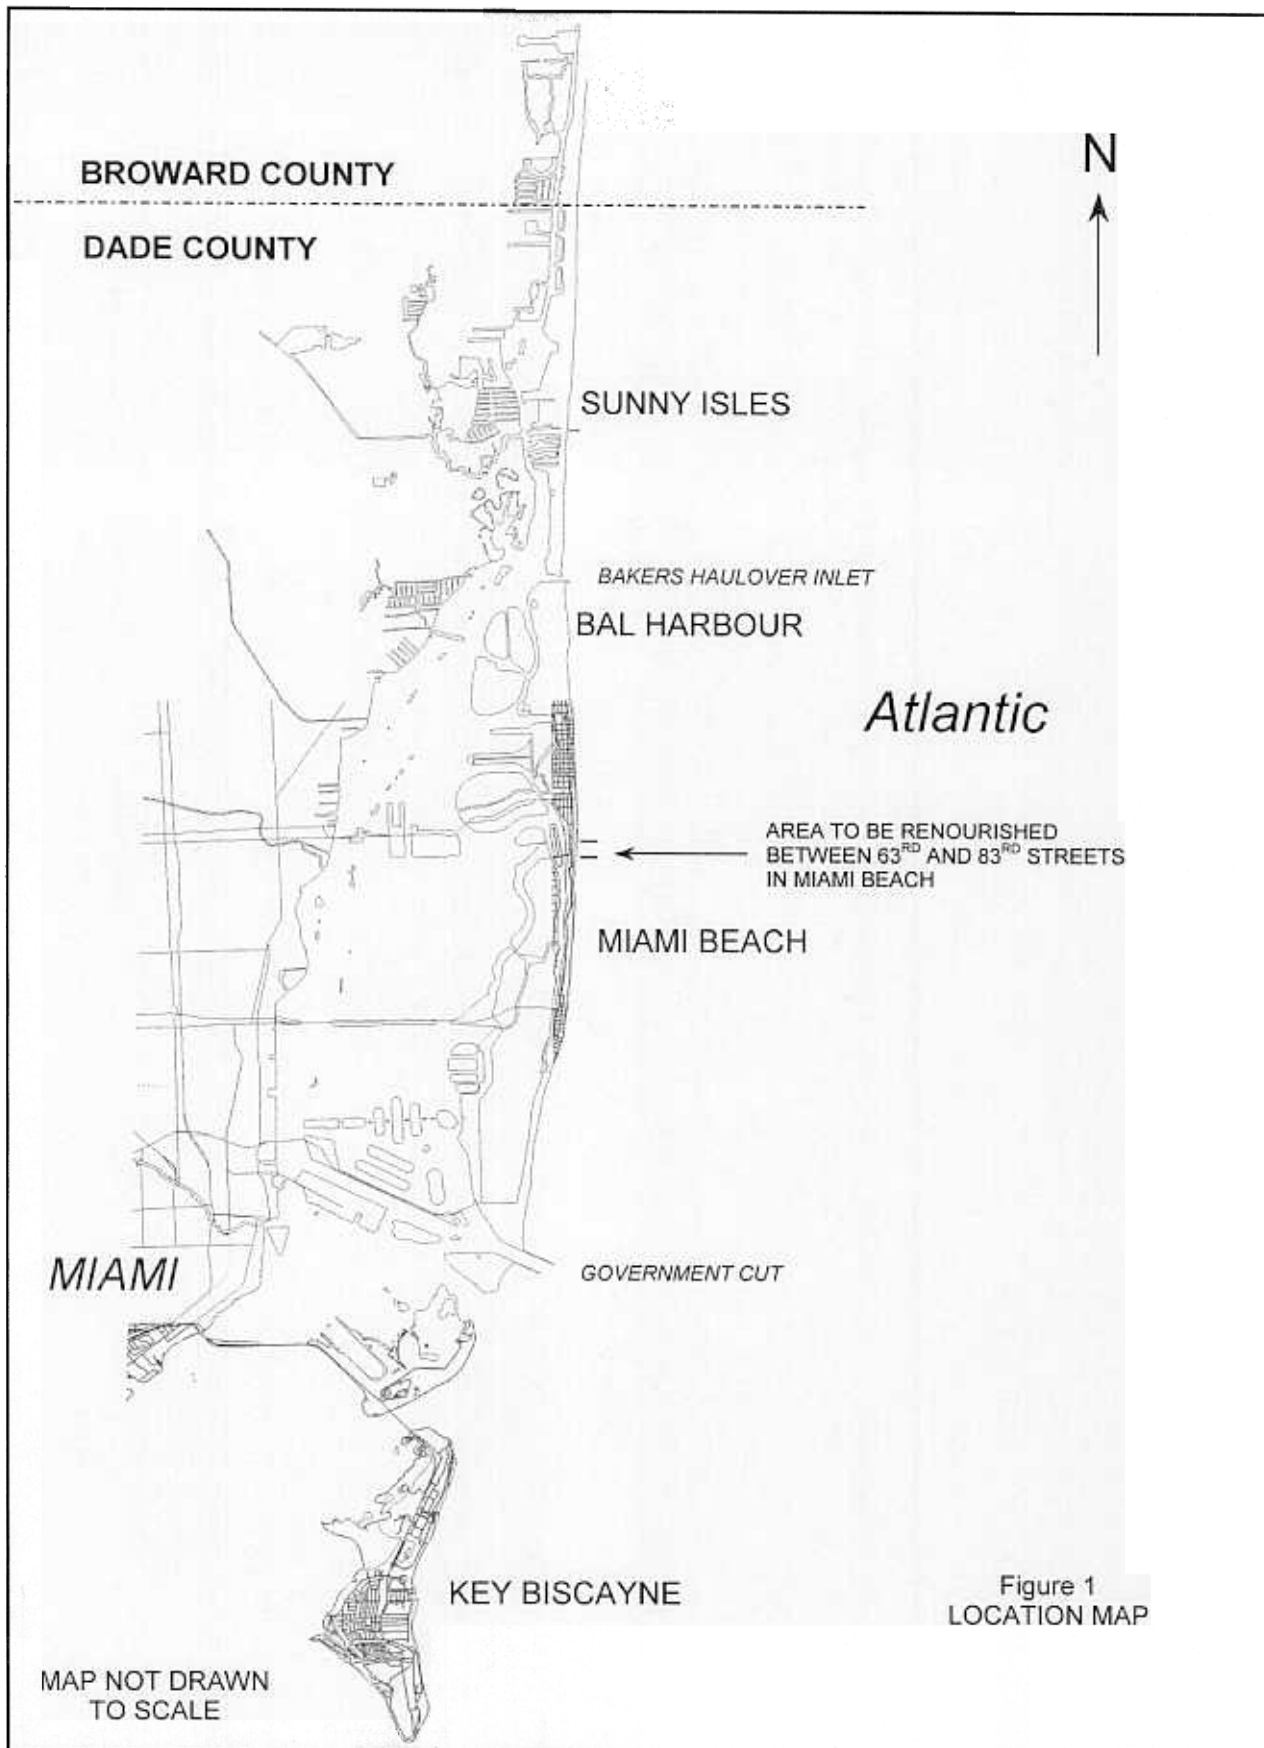 BROWARD COUNTY
N
DADE COUNTY
SUNNY ISLES
BAKERS HAULOVER INLET
BAL HARBOUR
Atlantic
AREA TO BE RENOURISHED
BETWEEN 63RD AND 83RD STREETS
IN MIAMI BEACH
MIAMI BEACH
MIAMI
GOVERNMENT CUT
KEY BISCAYNE
Figure 1
LOCATION MAP
MAP NOT DRAWN
TO SCALE